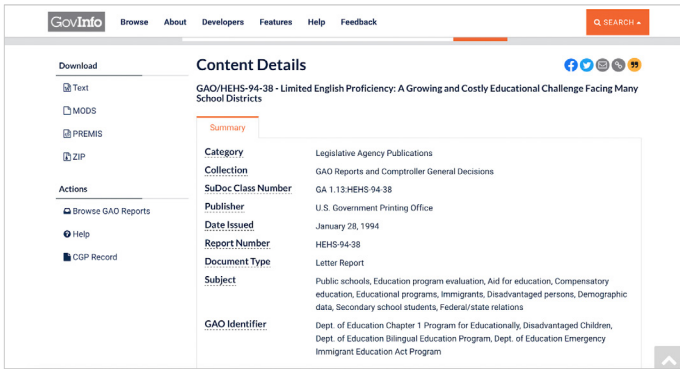 GovInfo Browse About Developers Features Help Feedback SEARCH
Download
Text
MODS
PREMIS
ZIP
Actions
Browse GAO Reports
Help
CGP Record
Content Details
GAO/HEHS-94-38 - Limited English Proficiency: A Growing and Costly Educational Challenge Facing Many
School Districts
Summary
Category Legislative Agency Publications
Collection GAO Reports and Comptroller General Decisions
SuDoc Class Number GA 1.13:HEHS-94-38
Publisher U.S. Government Printing Office
Date Issued January 28, 1994
Report Number HEHS-94-38
Document Type Letter Report
Subject Public schools, Education program evaluation, Aid for education, Compensatory
education, Educational programs, Immigrants, Disadvantaged persons, Demographic
data, Secondary school students, Federal/state relations
GAO Identifier Dept. of Education Chapter 1 Program for Educationally, Disadvantaged Children,
Dept. of Education Bilingual Education Program, Dept. of Education Emergency
Immigrant Education Act Program